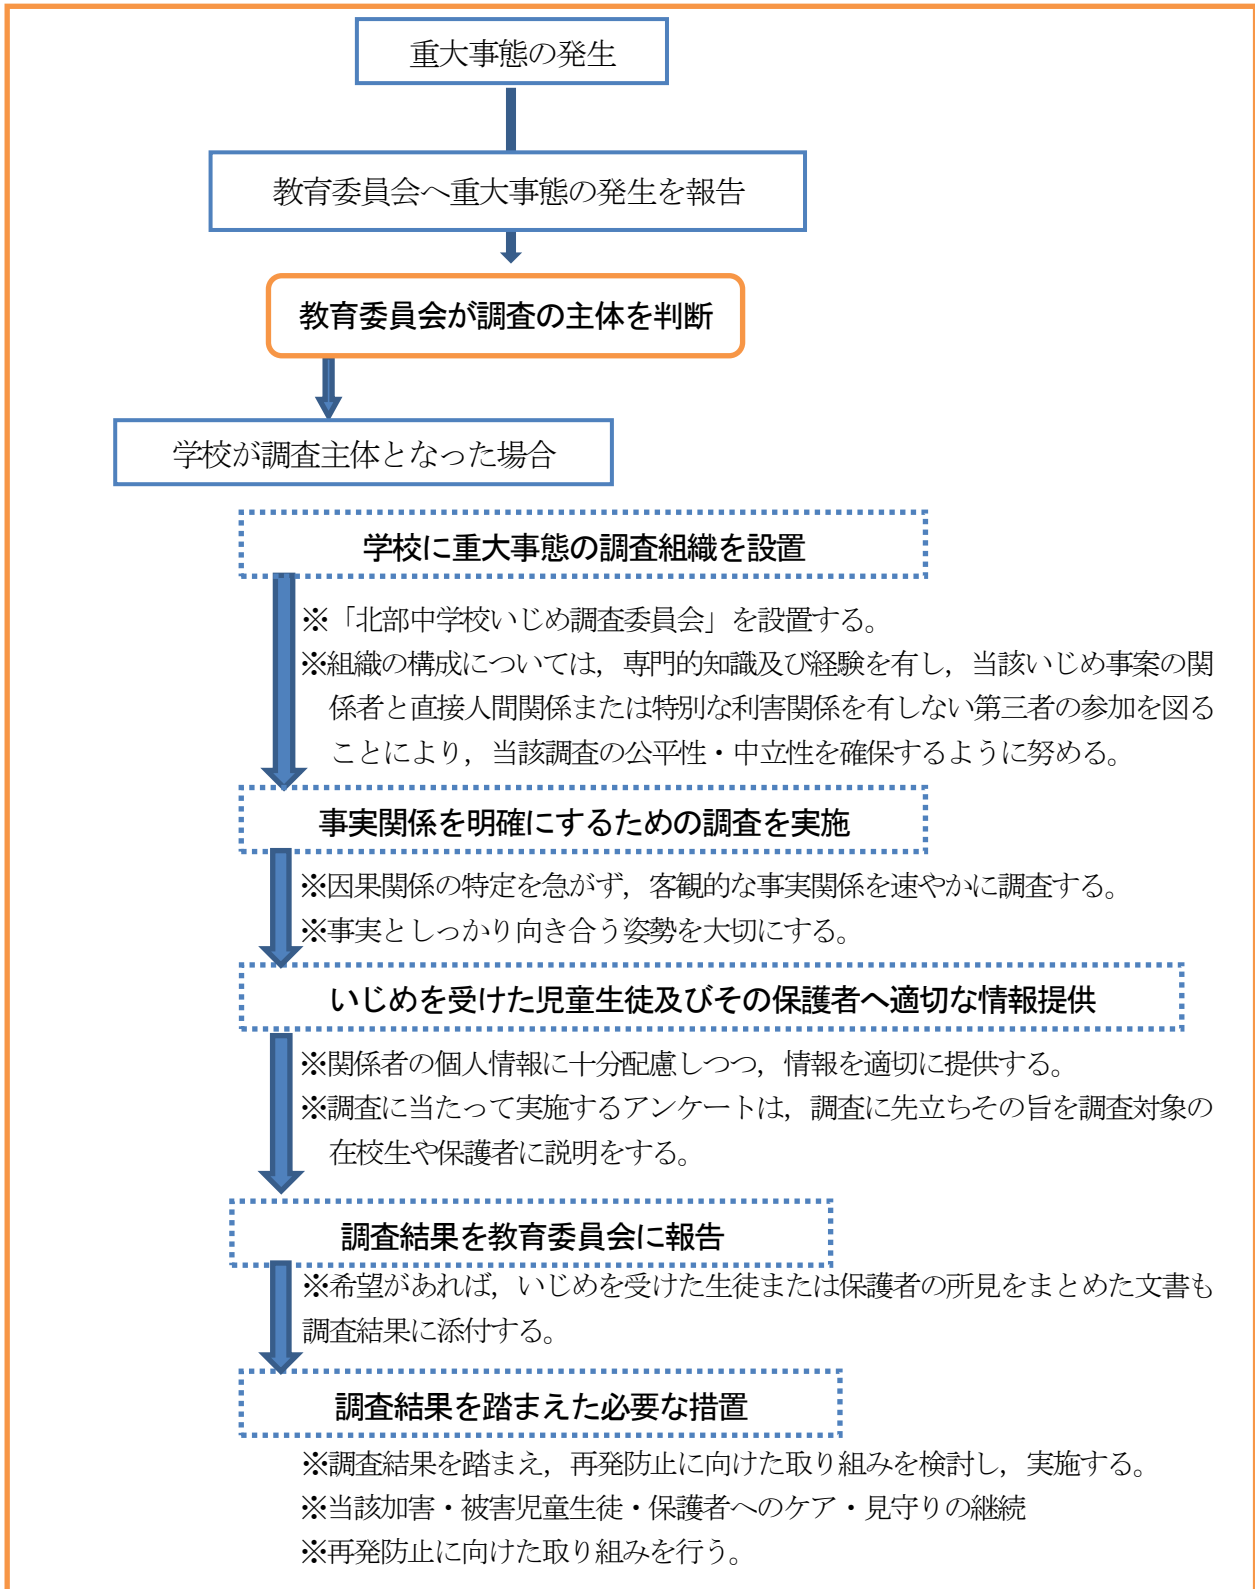 重大事態の発生
教育委員会へ重大事態の発生を報告
教育委員会が調査の主体を判断
学校が調査主体となった場合
学校に重大事態の調査組織を設置
※「北部中学校いじめ調査委員会」を設置する。
※組織の構成については，専門的知識及び経験を有し，当該いじめ事案の関
係者と直接人間関係または特別な利害関係を有しない第三者の参加を図る
ことにより，当該調査の公平性・中立性を確保するように努める。
事実関係を明確にするための調査を実施
※因果関係の特定を急がず，客観的な事実関係を速やかに調査する。
※事実としっかり向き合う姿勢を大切にする。
いじめを受けた児童生徒及びその保護者へ適切な情報提供
※関係者の個人情報に十分配慮しつつ，情報を適切に提供する。
※調査に当たって実施するアンケートは，調査に先立ちその旨を調査対象の
在校生や保護者に説明をする。
調査結果を教育委員会に報告
※希望があれば，いじめを受けた生徒または保護者の所見をまとめた文書も
調査結果に添付する。
調査結果を踏まえた必要な措置
※調査結果を踏まえ，再発防止に向けた取り組みを検討し，実施する。
※当該加害・被害児童生徒・保護者へのケア・見守りの継続
※再発防止に向けた取り組みを行う。